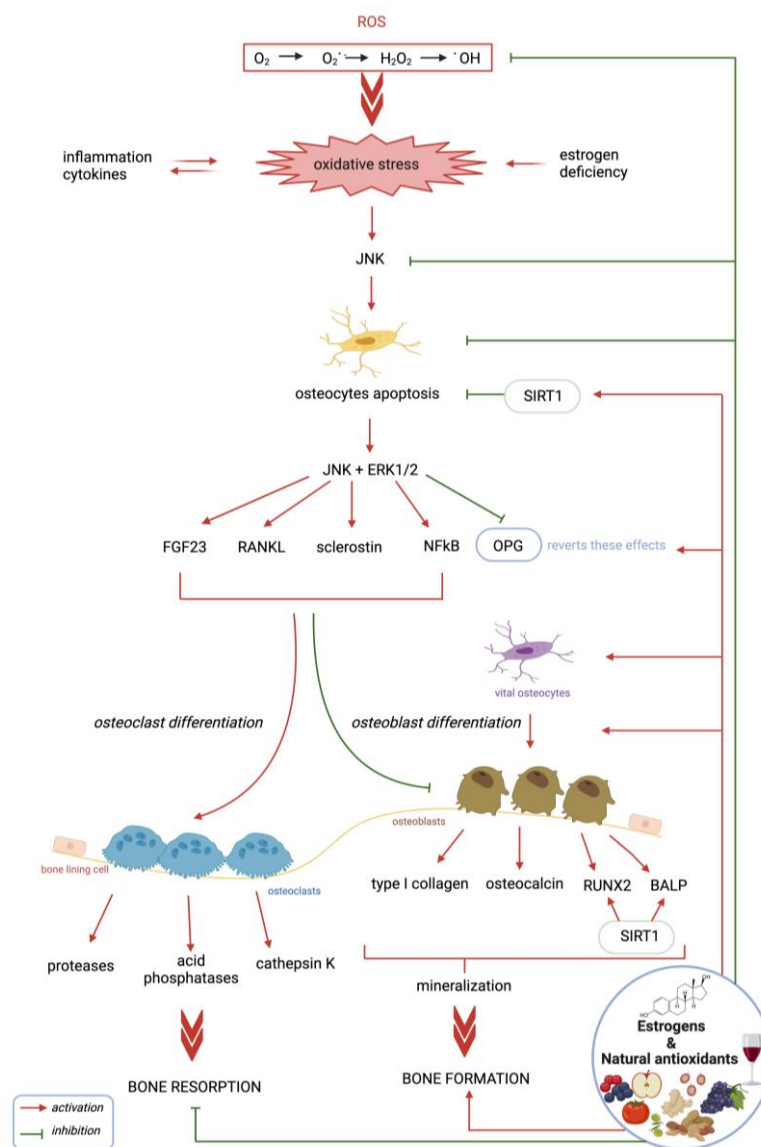 ROS
O₂ → O₂˙⁻ → H₂O₂ → ˙OH
inflammation
cytokines
oxidative stress
estrogen
deficiency
JNK
osteocytes apoptosis
SIRT1
JNK + ERK1/2
FGF23 RANKL sclerostin NFkB OPG reverts these effects
vital osteocytes
osteoclast differentiation
osteoblast differentiation
osteoblasts
bone lining cell
osteoclasts
type I collagen osteocalcin RUNX2 BALP
SIRT1
proteases
acid
phosphatases
cathepsin K
mineralization
HO
OH
H
H
H
Estrogens
&
Natural antioxidants
BONE RESORPTION
BONE FORMATION
activation
inhibition